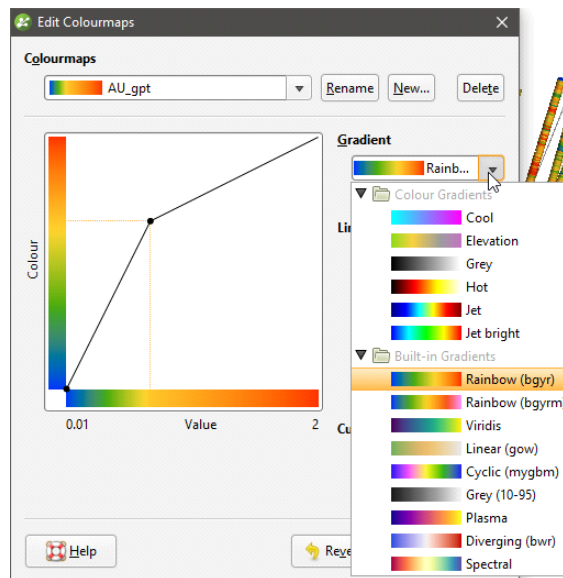 Edit Colourmaps
Colourmaps
AU_gpt
Rename
New...
Delete
Gradient
Rainb...
Colour Gradients
Cool
Elevation
Grey
Hot
Jet
Jet bright
Built-in Gradients
Rainbow (bgyr)
Rainbow (bgyrm)
Viridis
Linear (gow)
Cyclic (mygbm)
Grey (10-95)
Plasma
Diverging (bwr)
Spectral
Colour
0.01 Value 2
Help